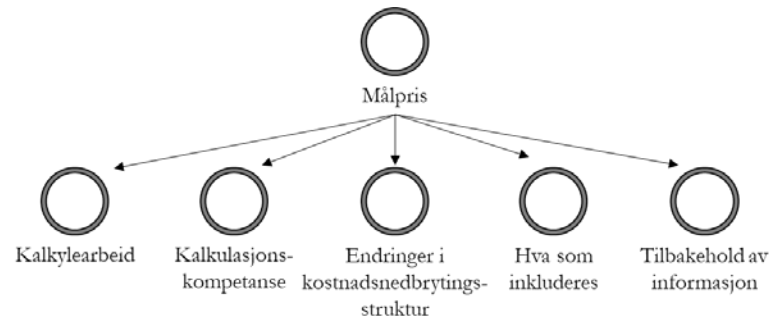 Målpris
Kalkylearbeid
Kalkulasjons-
kompetanse
Endringer i
kostnadsnedbrytings-
struktur
Hva som
inkluderes
Tilbakehold av
informasjon